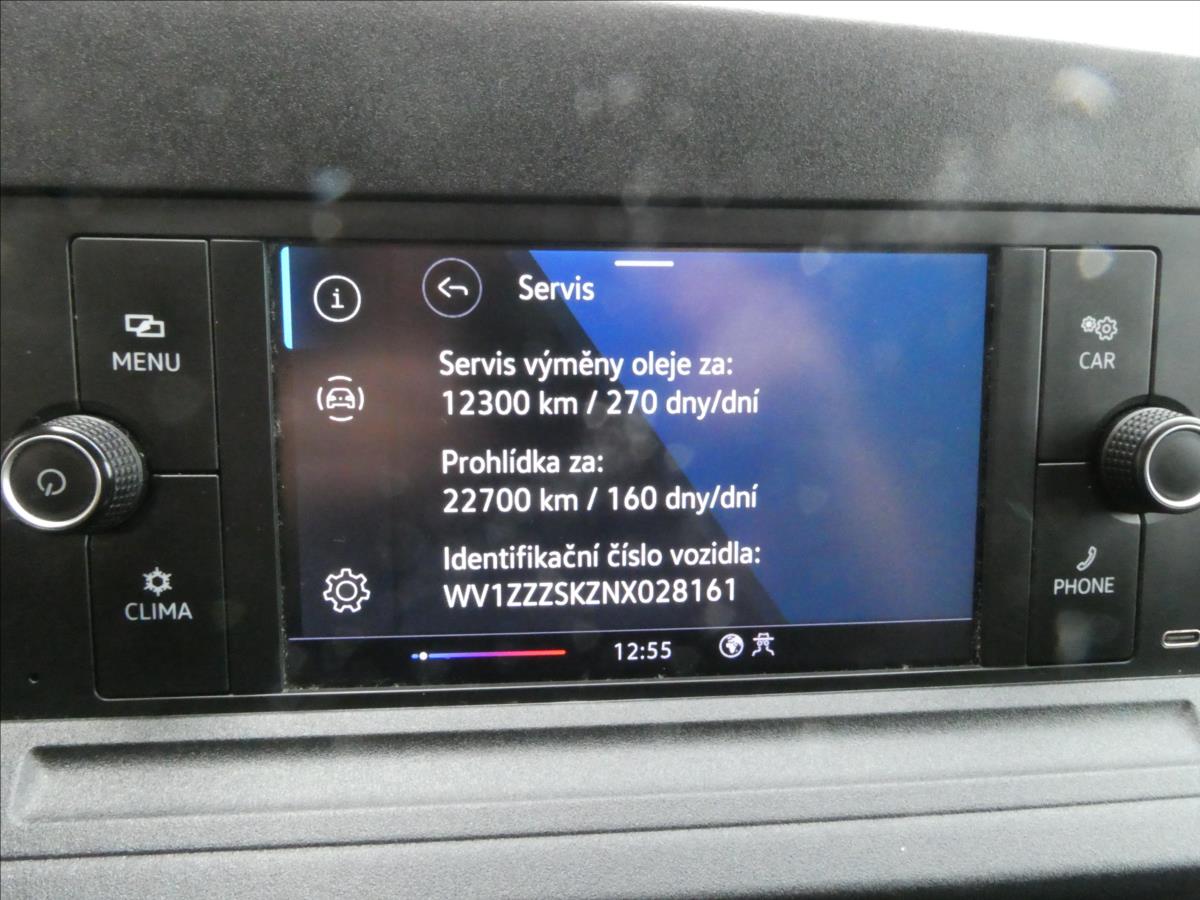 MENU
CLIMA
Servis
Servis výměny oleje za:
12300 km / 270 dny/dní
Prohlídka za:
22700 km / 160 dny/dní
Identifikační číslo vozidla:
WV1ZZZSKZNX028161
12:55
CAR
PHONE